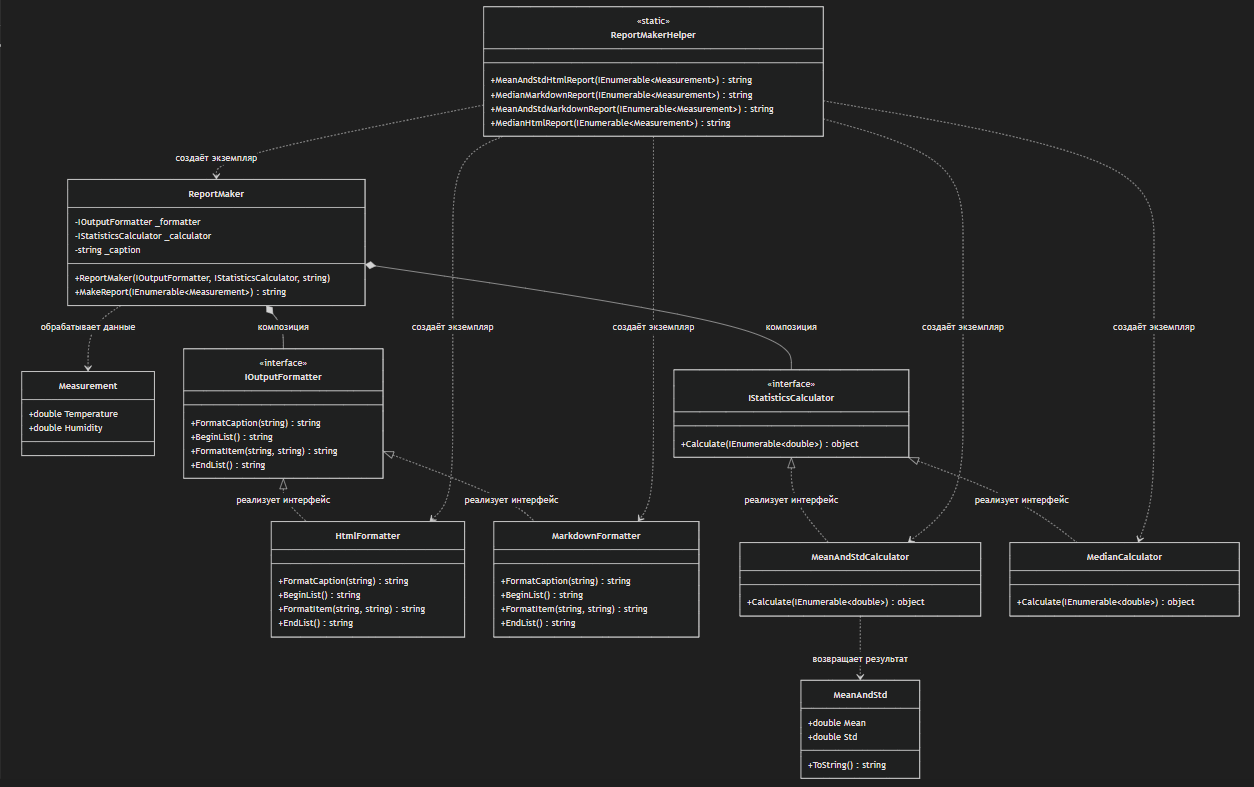 «static»
ReportMakerHelper
+MeanAndStdHtmlReport(IEnumerable<Measurement>) : string
+MedianMarkdownReport(IEnumerable<Measurement>) : string
+MeanAndStdMarkdownReport(IEnumerable<Measurement>) : string
+MedianHtmlReport(IEnumerable<Measurement>) : string
создаёт экземпляр
ReportMaker
-IOutputFormatter _formatter
-IStatisticsCalculator _calculator
-string _caption
+ReportMaker(IOutputFormatter, IStatisticsCalculator, string)
+MakeReport(IEnumerable<Measurement>) : string
обрабатывает данные
композиция
создаёт экземпляр
создаёт экземпляр
композиция
создаёт экземпляр
создаёт экземпляр
Measurement
+double Temperature
+double Humidity
«interface»
IOutputFormatter
+FormatCaption(string) : string
+BeginList() : string
+FormatItem(string, string) : string
+EndList() : string
«interface»
IStatisticsCalculator
+Calculate(IEnumerable<double>) : object
реализует интерфейс
реализует интерфейс
реализует интерфейс
реализует интерфейс
HtmlFormatter
+FormatCaption(string) : string
+BeginList() : string
+FormatItem(string, string) : string
+EndList() : string
MarkdownFormatter
+FormatCaption(string) : string
+BeginList() : string
+FormatItem(string, string) : string
+EndList() : string
MeanAndStdCalculator
+Calculate(IEnumerable<double>) : object
MedianCalculator
+Calculate(IEnumerable<double>) : object
возвращает результат
MeanAndStd
+double Mean
+double Std
+ToString() : string